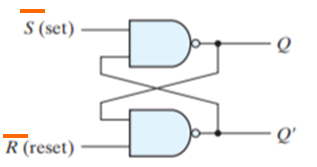 S̅ (set)
Q
R̅ (reset)
Q'